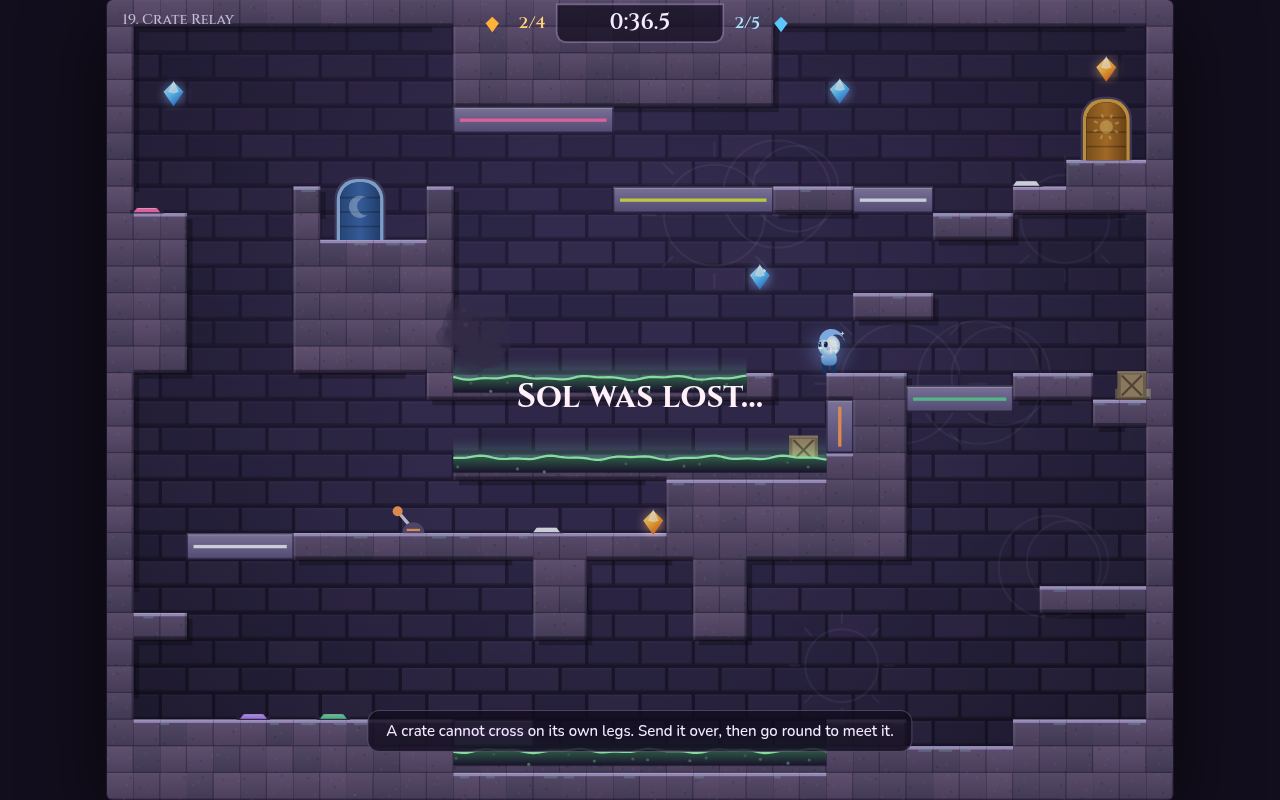 19. Crate Relay
2/4
0:36.5
2/5
Sol was lost...
A crate cannot cross on its own legs. Send it over, then go round to meet it.